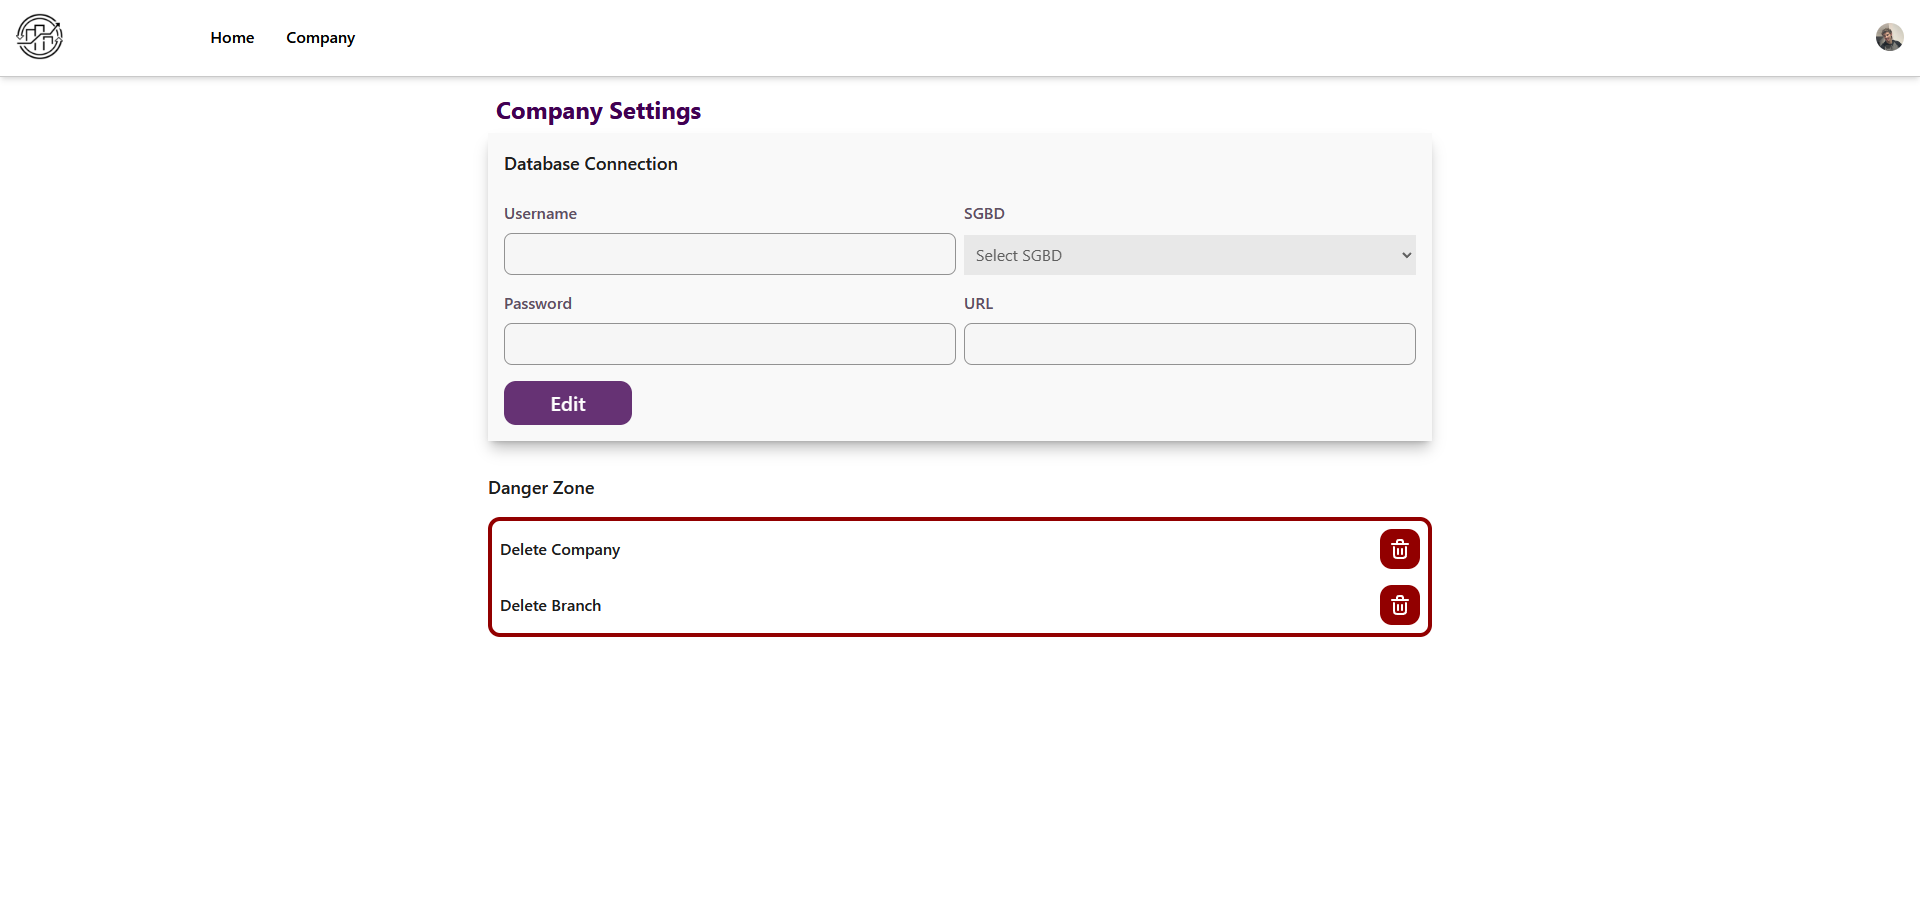 Home Company
Company Settings
Database Connection
Username SGBD
Select SGBD
Password URL
Edit
Danger Zone
Delete Company
Delete Branch